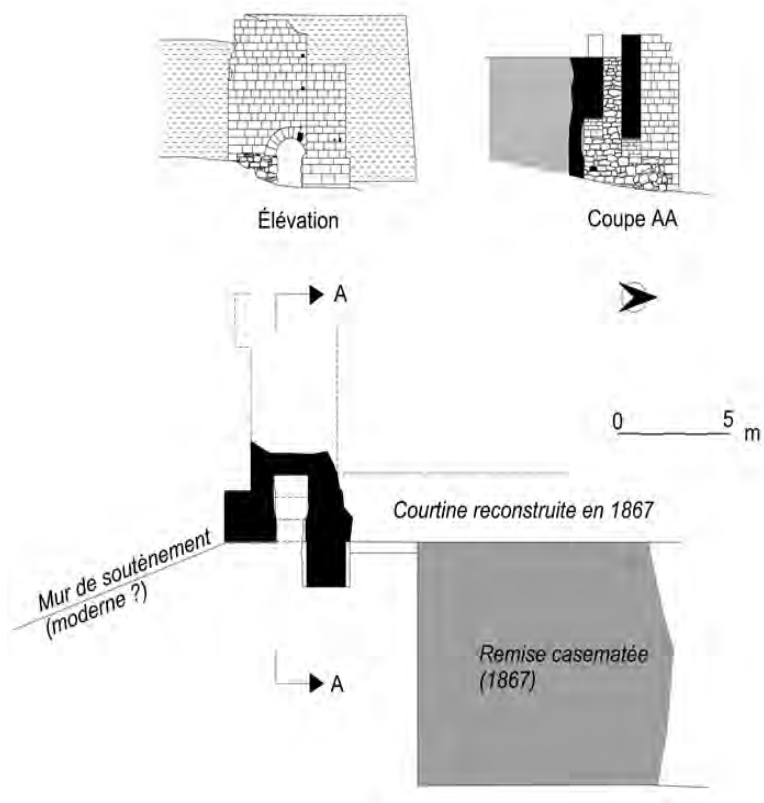 Élévation
Coupe AA
A
0 5 m
Courtine reconstruite en 1867
Mur de soutènement
(moderne ?)
Remise casematée
(1867)
A